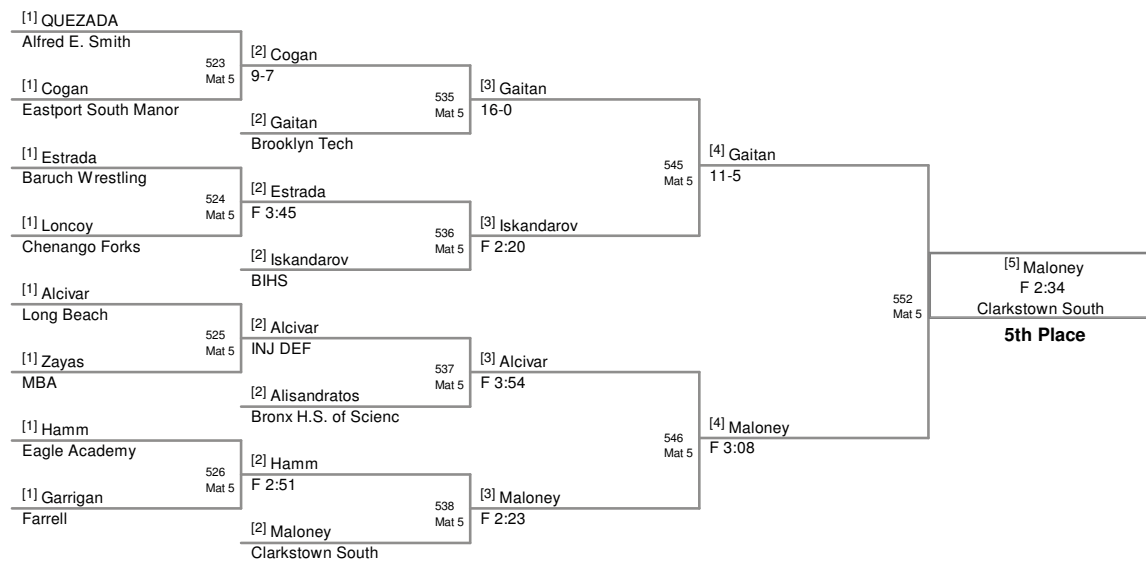 [1] QUEZADA
Alfred E. Smith
523
Mat 5
[1] Cogan
Eastport South Manor
[2] Cogan
9-7
535
Mat 5
[2] Gaitan
Brooklyn Tech
[3] Gaitan
16-0
[1] Estrada
Baruch Wrestling
524
Mat 5
[1] Loncoy
Chenango Forks
[2] Estrada
F 3:45
536
Mat 5
[2] Iskandarov
BIHS
[3] Iskandarov
F 2:20
545
Mat 5
[4] Gaitan
11-5
[1] Alcivar
Long Beach
525
Mat 5
[1] Zayas
MBA
[2] Alcivar
INJ DEF
537
Mat 5
[2] Alisandratos
Bronx H.S. of Scienc
[3] Alcivar
F 3:54
[1] Hamm
Eagle Academy
526
Mat 5
[1] Garrigan
Farrell
[2] Hamm
F 2:51
538
Mat 5
[2] Maloney
Clarkstown South
[3] Maloney
F 2:23
546
Mat 5
[4] Maloney
F 3:08
552
Mat 5
[5] Maloney
F 2:34
Clarkstown South
5th Place